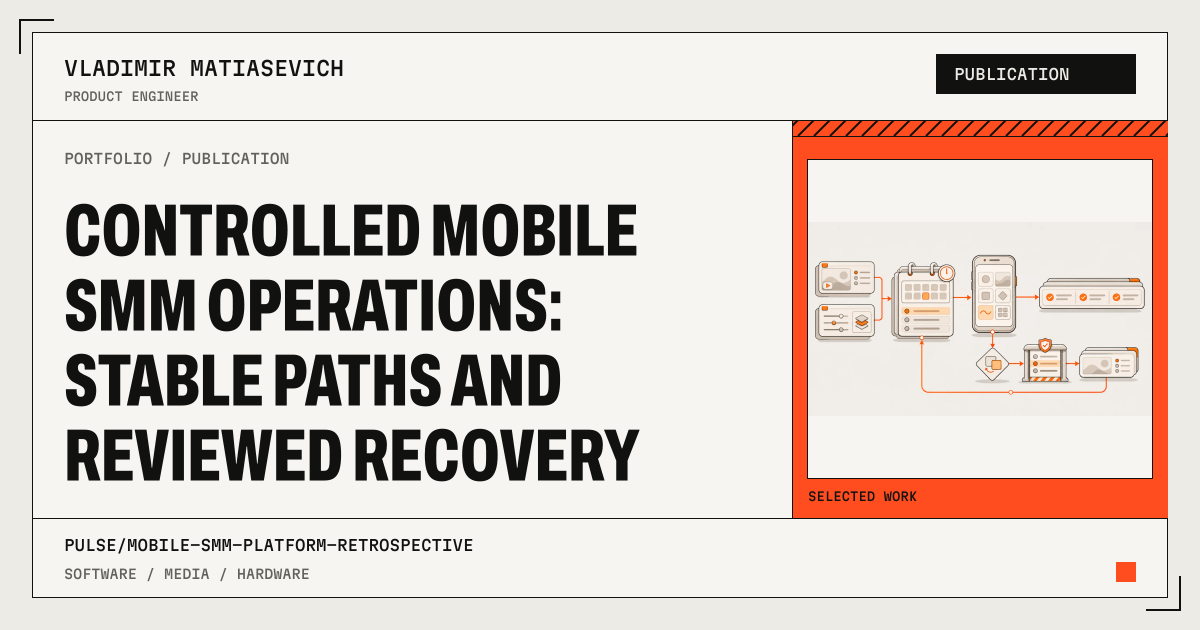 VLADIMIR MATIASEVICH
PRODUCT ENGINEER
PUBLICATION
PORTFOLIO / PUBLICATION
CONTROLLED MOBILE
SMM OPERATIONS:
STABLE PATHS AND
REVIEWED RECOVERY
SELECTED WORK
PULSE/MOBILE–SMM–PLATFORM–RETROSPECTIVE
SOFTWARE / MEDIA / HARDWARE